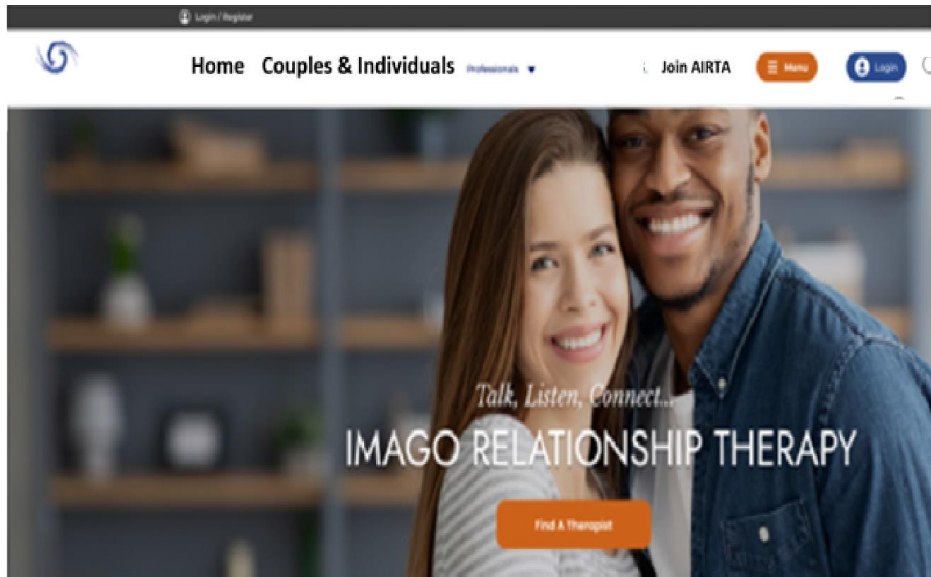 Login / Register
Home Couples & Individuals Professionals Join AIRTA Menu Login
Talk, Listen, Connect...
IMAGO RELATIONSHIP THERAPY
Find A Therapist